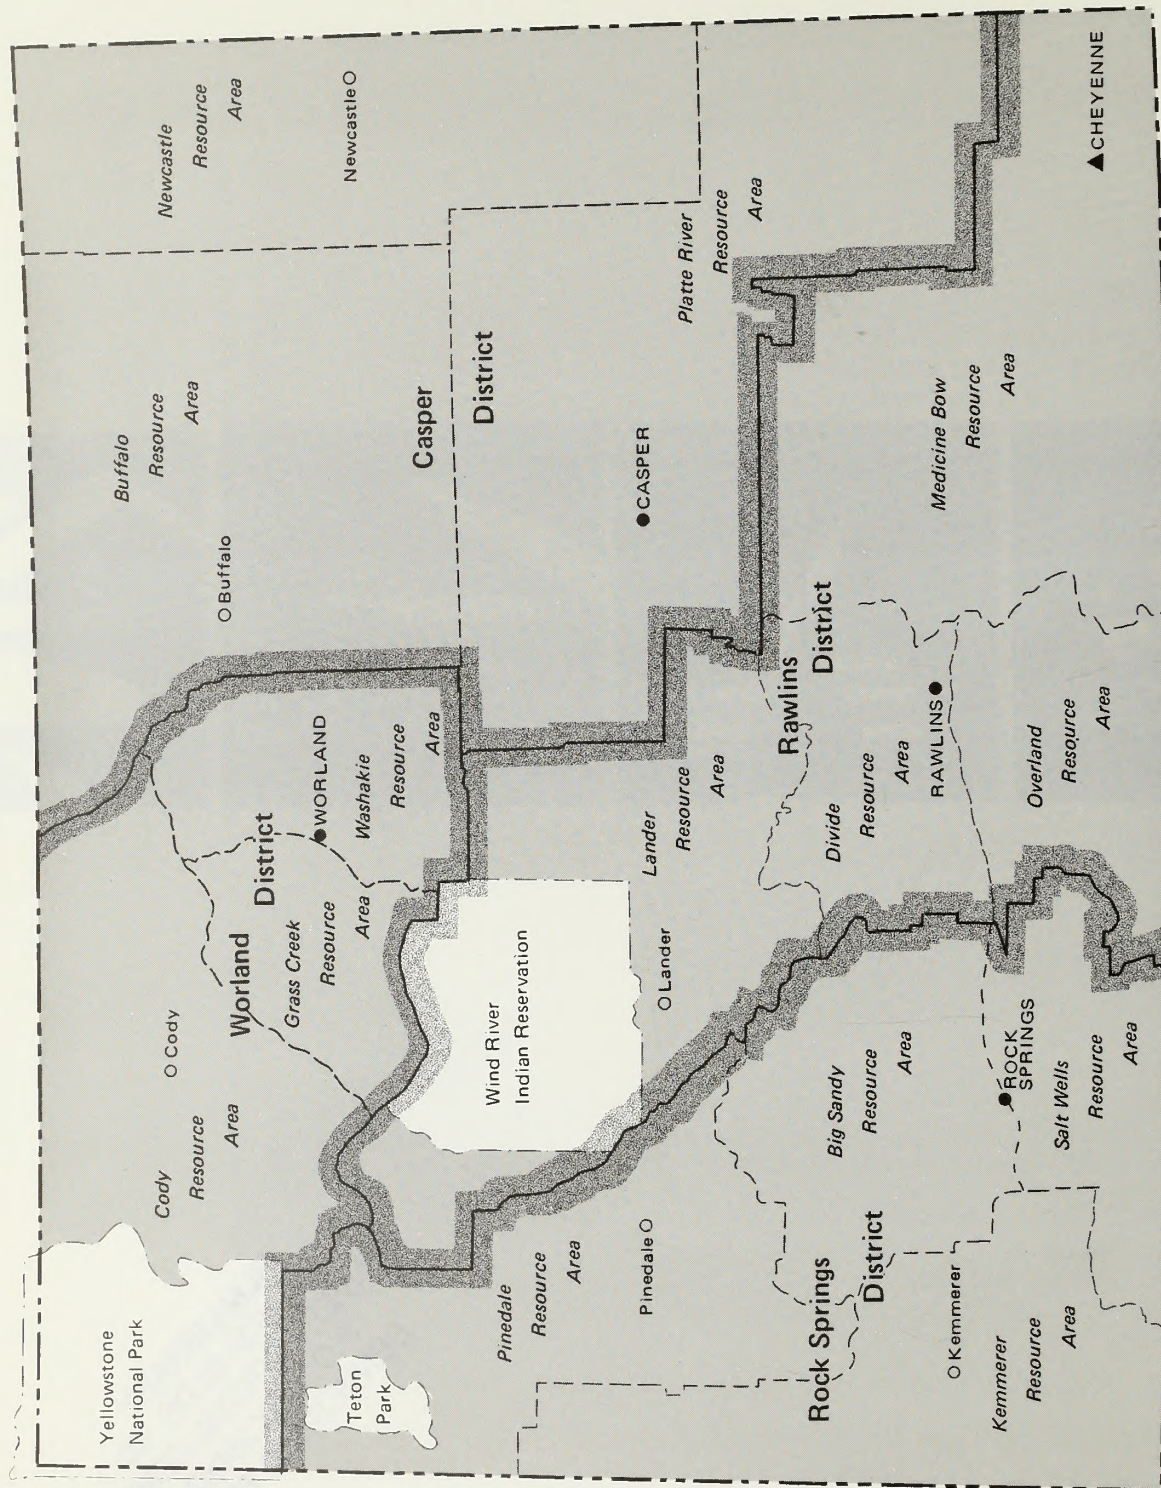 Yellowstone
National Park
Cody
Resource
Area
Cody
Worland
District
Grass Creek
Resource
Area
WORLAND
Washakie
Resource
Area
Buffalo
Resource
Area
Buffalo
Newcastle
Resource
Area
Newcastle
Casper
District
Teton
Park
Pinedale
Resource
Area
Pinedale
Wind River
Indian Reservation
Lander
Lander
Resource
Area
CASPER
Platte River
Resource
Area
Rawlins
District
Rock Springs
District
Big Sandy
Resource
Area
Divide
Resource
Area
RAWLINS
Medicine Bow
Resource
Area
Kemmerer
Kemmerer
Resource
Area
ROCK
SPRINGS
Salt Wells
Resource
Area
Overland
Resource
Area
CHEYENNE